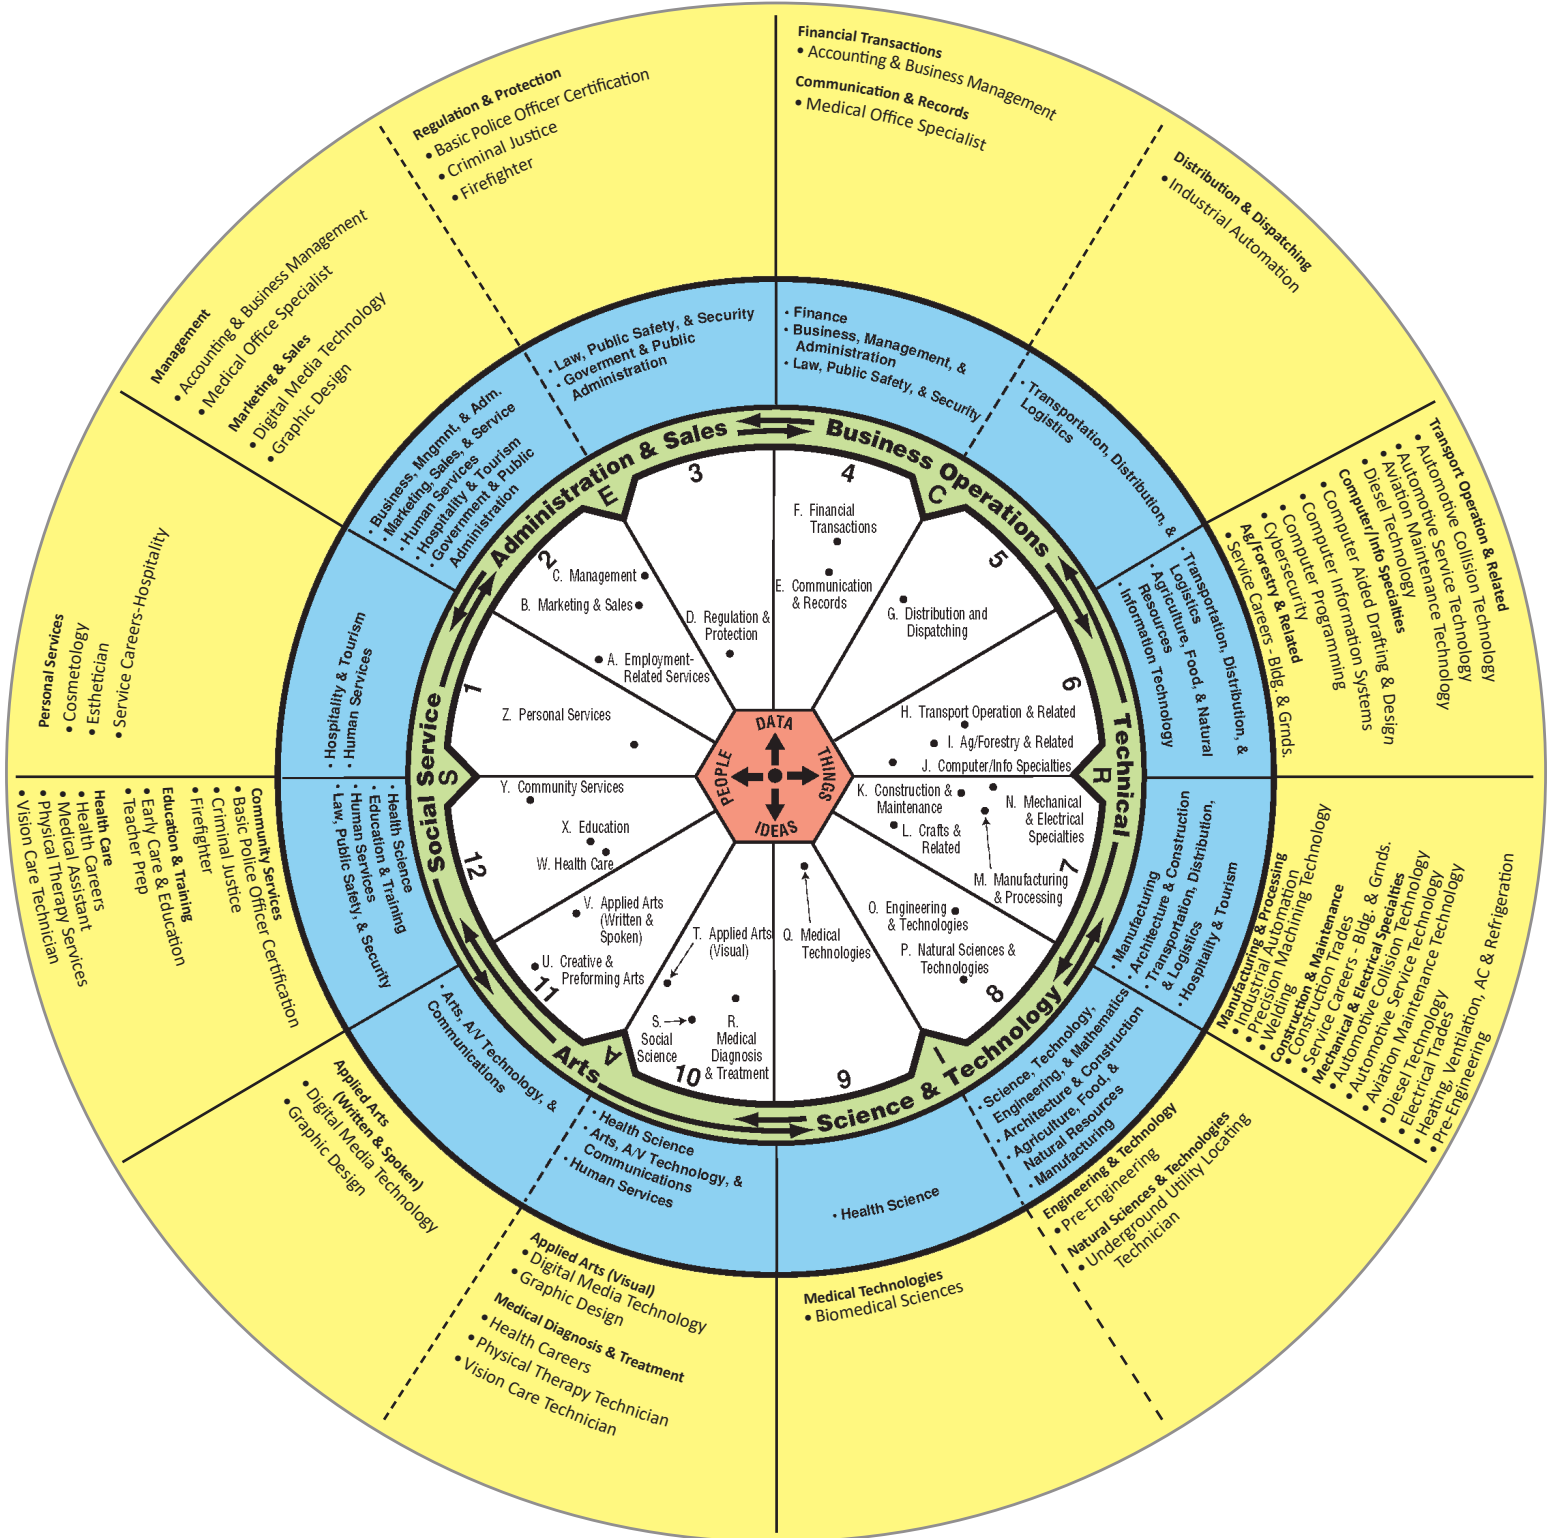 Financial Transactions
• Accounting & Business Management
Communication & Records
• Medical Office Specialist
Distribution & Dispatching
• Industrial Automation
Transport Operation & Related
• Automotive Collision Technology
• Automotive Service Technology
• Aviation Maintenance Technology
• Diesel Technology
Computer/Info Specialties
• Computer Aided Drafting & Design
• Computer Information Systems
• Computer Programming
• Cybersecurity
Ag/Forestry & Related
• Service Careers - Bldg. & Grnds.
Manufacturing & Processing
• Industrial Automation
• Precision Machining Technology
• Welding
Construction & Maintenance
• Construction Trades
• Service Careers - Bldg. & Grnds.
Mechanical & Electrical Specialties
• Automotive Collision Technology
• Automotive Service Technology
• Aviation Maintenance Technology
• Diesel Technology
• Electrical Trades
• Heating, Ventilation, AC & Refrigeration
• Pre-Engineering
Engineering & Technology
• Pre-Engineering
Natural Sciences & Technologies
• Underground Utility Locating
Technician
Medical Technologies
• Biomedical Sciences
Applied Arts (Visual)
• Digital Media Technology
• Graphic Design
Medical Diagnosis & Treatment
• Health Careers
• Physical Therapy Technician
• Vision Care Technician
Applied Arts
(Written & Spoken)
• Digital Media Technology
• Graphic Design
Community Services
• Basic Police Officer Certification
• Criminal Justice
• Firefighter
Education & Training
• Early Care & Education
• Teacher Prep
Health Care
• Health Careers
• Medical Assistant
• Physical Therapy Services
• Vision Care Technician
Personal Services
• Cosmetology
• Esthetician
• Service Careers-Hospitality
Management
• Accounting & Business Management
• Medical Office Specialist
Marketing & Sales
• Digital Media Technology
• Graphic Design
Regulation & Protection
• Basic Police Officer Certification
• Criminal Justice
• Firefighter
• Finance
• Business, Management, &
Administration
• Law, Public Safety, & Security
• Transportation, Distribution, &
Logistics
• Transportation, Distribution, &
Logistics
• Agriculture, Food, & Natural
Resources
• Information Technology
• Manufacturing
• Architecture & Construction
• Transportation, Distribution,
& Logistics
• Hospitality & Tourism
• Science, Technology,
Engineering, & Mathematics
• Architecture & Construction
• Agriculture, Food, &
Natural Resources
• Manufacturing
• Health Science
• Health Science
• Arts, A/V Technology, &
Communications
• Human Services
• Arts, A/V Technology, &
Communications
• Health Science
• Education & Training
• Human Services
• Law, Public Safety, & Security
• Hospitality & Tourism
• Human Services
• Business, Mngmnt, & Adm.
• Marketing, Sales, & Service
• Human Services
• Hospitality & Tourism
• Government & Public
Administration
• Law, Public Safety, & Security
• Goverment & Public
Administration
Administration & Sales
Business Operations
Technical
Science & Technology
Arts
Social Service
E
C
R
I
A
S
1
2
3
4
5
6
7
8
9
10
11
12
A. Employment-
Related Services
B. Marketing & Sales
C. Management
D. Regulation &
Protection
E. Communication
& Records
F. Financial
Transactions
G. Distribution and
Dispatching
H. Transport Operation & Related
I. Ag/Forestry & Related
J. Computer/Info Specialties
K. Construction &
Maintenance
L. Crafts &
Related
M. Manufacturing
& Processing
N. Mechanical
& Electrical
Specialties
O. Engineering
& Technologies
P. Natural Sciences &
Technologies
Q. Medical
Technologies
R.
Medical
Diagnosis
& Treatment
S.
Social
Science
T. Applied Arts
(Visual)
U. Creative &
Preforming Arts
V. Applied Arts
(Written &
Spoken)
W. Health Care
X. Education
Y. Community Services
Z. Personal Services
DATA
THINGS
IDEAS
PEOPLE